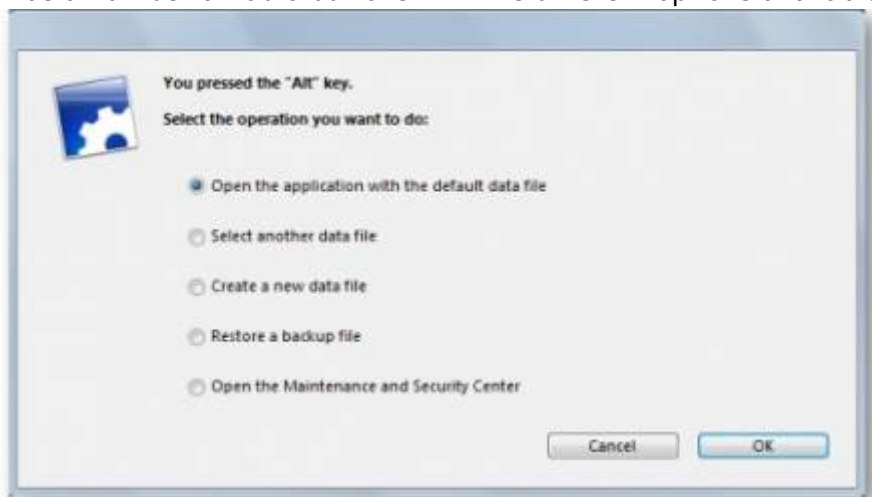 You pressed the "Alt" key.
Select the operation you want to do:
Open the application with the default data file
Select another data file
Create a new data file
Restore a backup file
Open the Maintenance and Security Center
Cancel OK